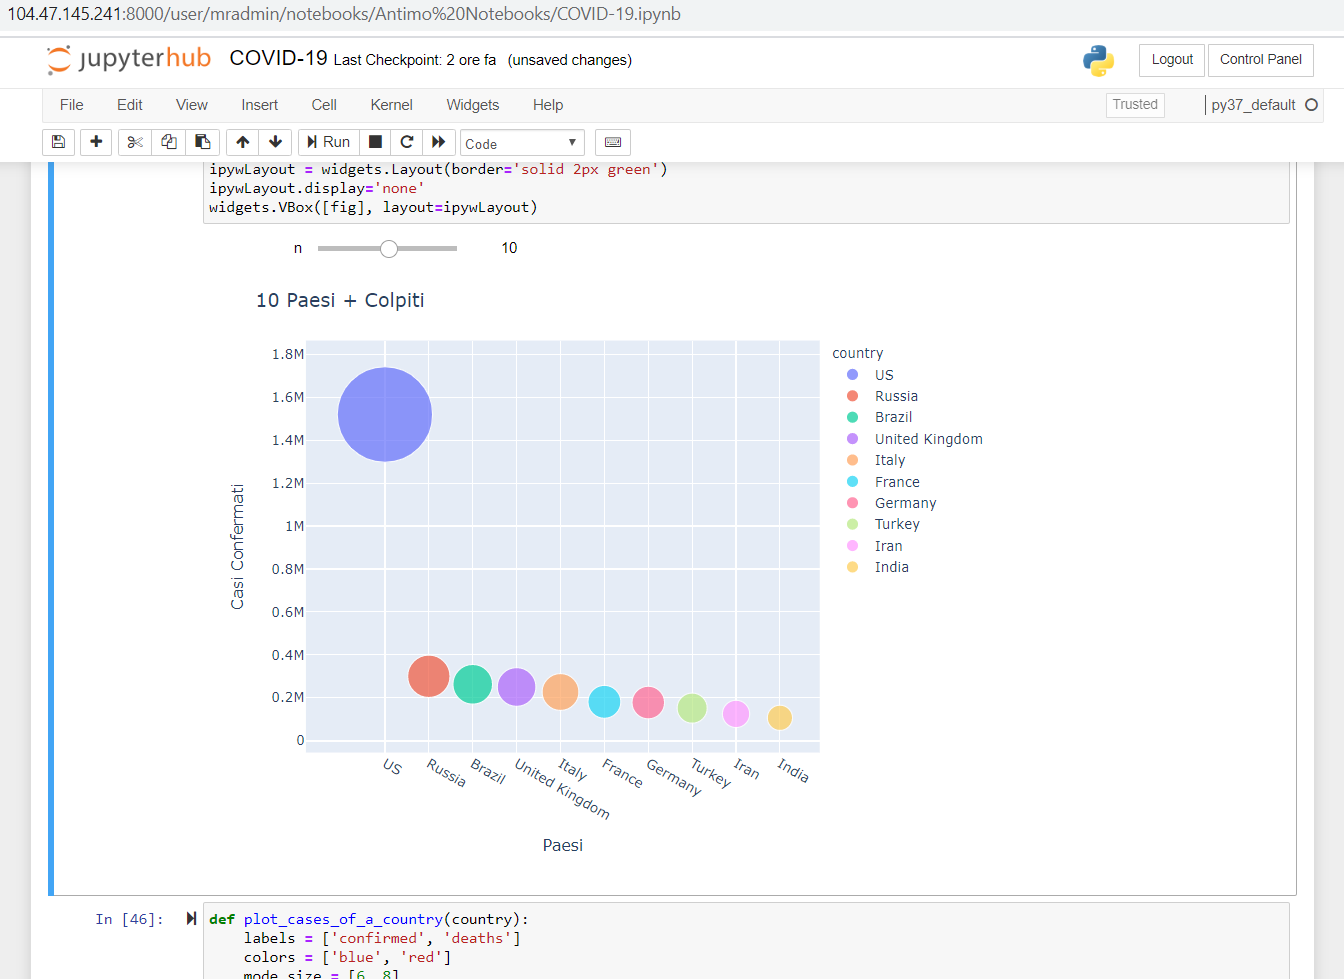 104.47.145.241:8000/user/mradmin/notebooks/Antimo%20Notebooks/COVID-19.ipynb
jupyterhub COVID-19 Last Checkpoint: 2 ore fa (unsaved changes) Logout Control Panel
File Edit View Insert Cell Kernel Widgets Help Trusted py37_default
Run Code
ipywLayout = widgets.Layout(border='solid 2px green')
ipywLayout.display='none'
widgets.VBox([fig], layout=ipywLayout)
n 10
10 Paesi + Colpiti
1.8M
1.6M
1.4M
1.2M
1M
0.8M
0.6M
0.4M
0.2M
0
Casi Confermati
US
Russia
Brazil
United Kingdom
Italy
France
Germany
Turkey
Iran
India
Paesi
country
US
Russia
Brazil
United Kingdom
Italy
France
Germany
Turkey
Iran
India
In [46]:
def plot_cases_of_a_country(country):
labels = ['confirmed', 'deaths']
colors = ['blue', 'red']
mode_size = [6, 8]